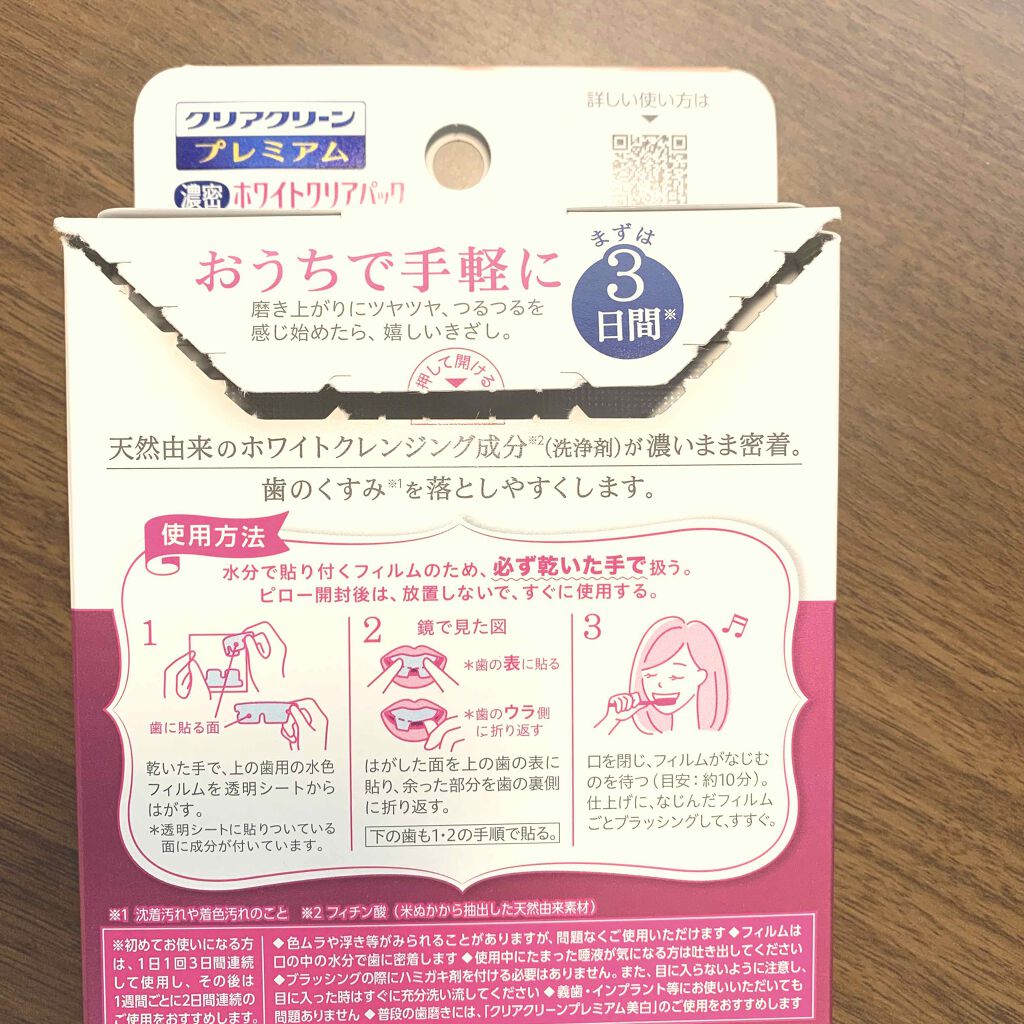 クリアクリーン
プレミアム
濃密ホワイトクリアパック
詳しい使い方は
おうちで手軽に
磨き上がりにツヤツヤ、つるつるを
感じ始めたら、嬉しいきざし。
まずは
3
日間※
押して開ける
天然由来のホワイトクレンジング成分※2(洗浄剤)が濃いまま密着。
歯のくすみ※1を落としやすくします。
使用方法
水分で貼り付くフィルムのため、必ず乾いた手で扱う。
ピロー開封後は、放置しないで、すぐに使用する。
1
歯に貼る面
乾いた手で、上の歯用の水色
フィルムを透明シートから
はがす。
＊透明シートに貼りついている
面に成分が付いています。
2 鏡で見た図
＊歯の表に貼る
＊歯のウラ側
に折り返す
はがした面を上の歯の表に
貼り、余った部分を歯の裏側
に折り返す。
下の歯も1・2の手順で貼る。
3
口を閉じ、フィルムがなじむ
のを待つ（目安：約10分）。
仕上げに、なじんだフィルム
ごとブラッシングして、すすぐ。
※1 沈着汚れや着色汚れのこと ※2 フィチン酸（米ぬかから抽出した天然由来素材）
※初めてお使いになる方
は、1日1回3日間連続
して使用し、その後は
1週間ごとに2日間連続の
ご使用をおすすめします。
◆色ムラや浮き等がみられることがありますが、問題なくご使用いただけます◆フィルムは
口の中の水分で歯に密着します◆使用中にたまった唾液が気になる方は吐き出してください
◆ブラッシングの際にハミガキ剤を付ける必要はありません。また、目に入らないように注意し、
目に入った時はすぐに充分洗い流してください◆義歯・インプラント等にお使いいただいても
問題ありません◆普段の歯磨きには、「クリアクリーンプレミアム美白」のご使用をおすすめします